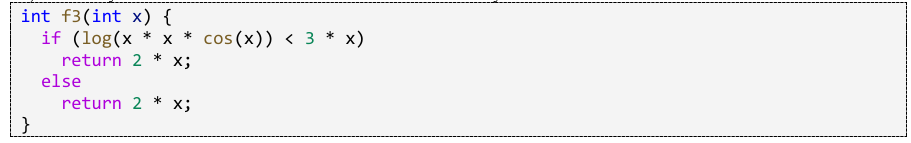 int f3(int x) {
  if (log(x * x * cos(x)) < 3 * x)
    return 2 * x;
  else
    return 2 * x;
}